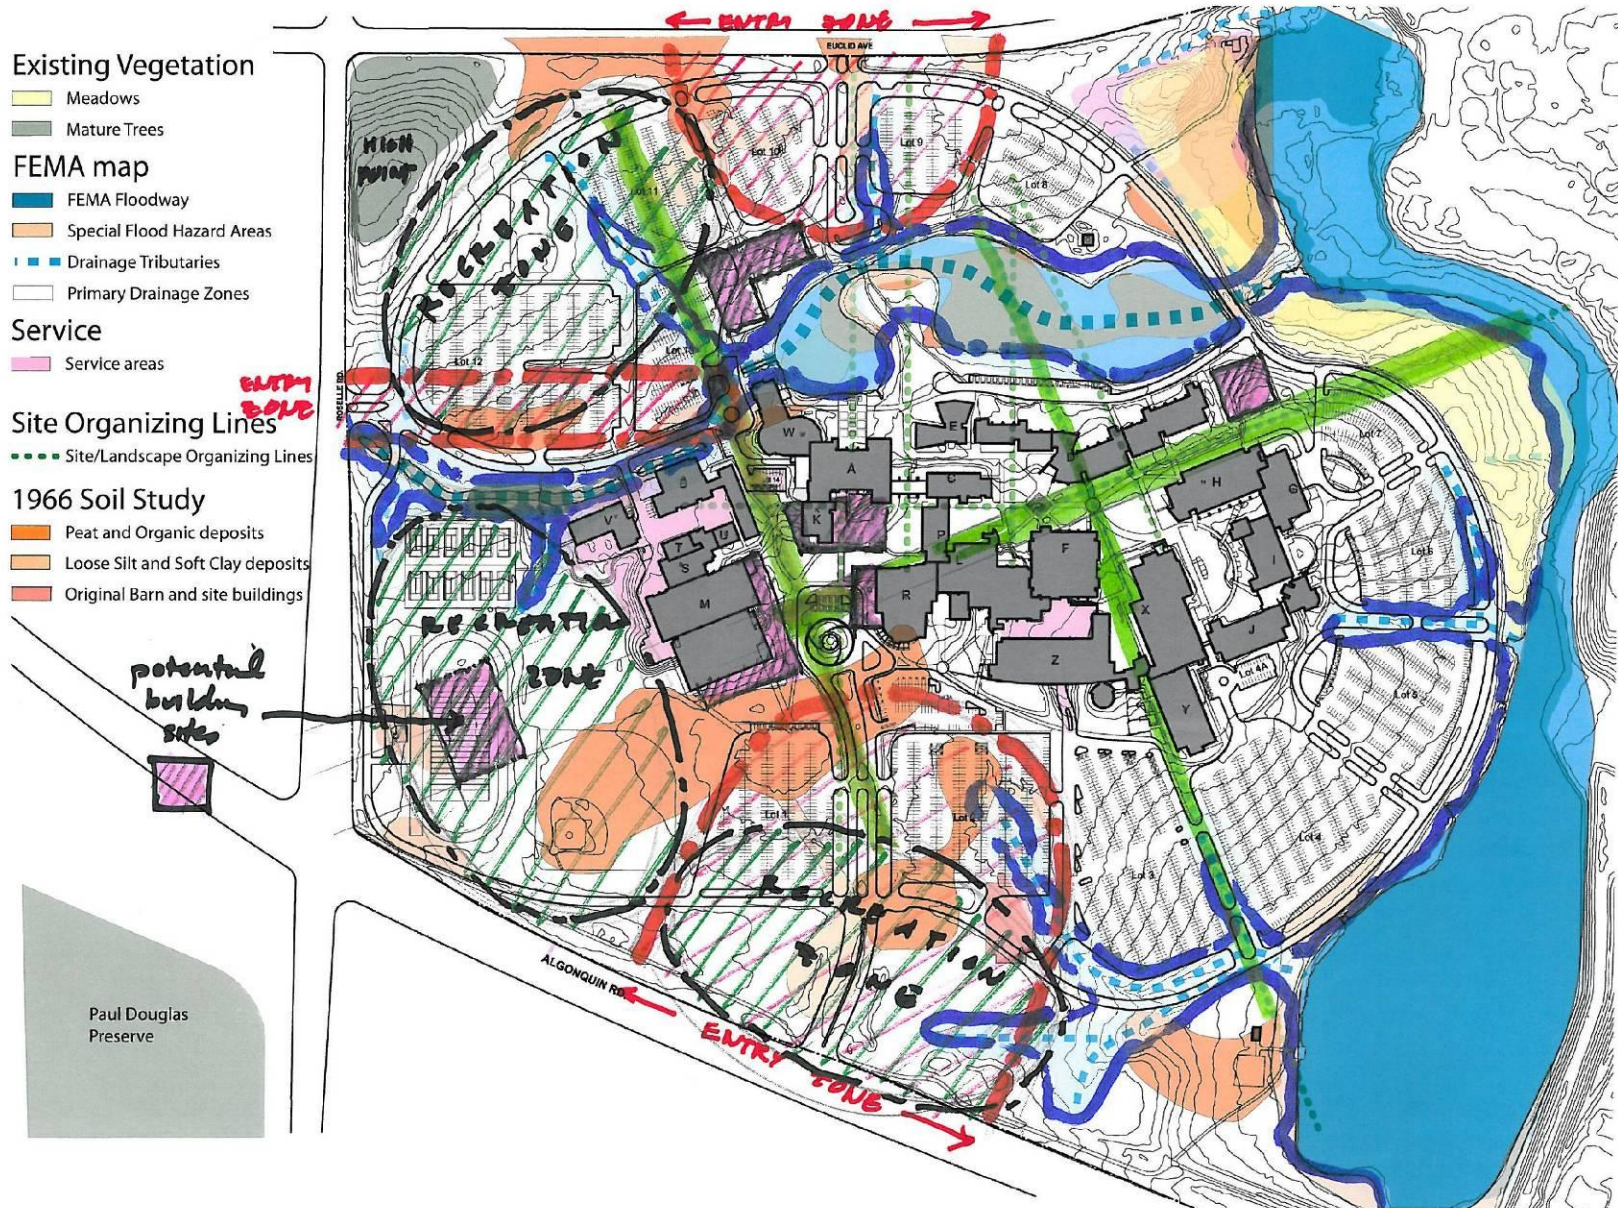 ENTRY ZONE
EUCLID AVE
Existing Vegetation
Meadows
Mature Trees
FEMA map
FEMA Floodway
Special Flood Hazard Areas
Drainage Tributaries
Primary Drainage Zones
Service
Service areas
Site Organizing Lines
Site/Landscape Organizing Lines
1966 Soil Study
Peat and Organic deposits
Loose Silt and Soft Clay deposits
Original Barn and site buildings
HIGH
POINT
RECREATION
ZONE
Lot 11
Lot 10
Lot 9
Lot 8
Lot 12
ENTRY
ZONE
ROSELLE RD.
W
A
E
C
K
P
L
F
H
G
I
J
X
Y
Z
R
M
S
T
U
V
Lot 7
Lot 6
Lot 5
Lot 4A
Lot 4
Lot 3
Lot 1
RECREATION
ZONE
potential
building
sites
RECREATION
ZONE
ALGONQUIN RD.
ENTRY ZONE
Paul Douglas
Preserve